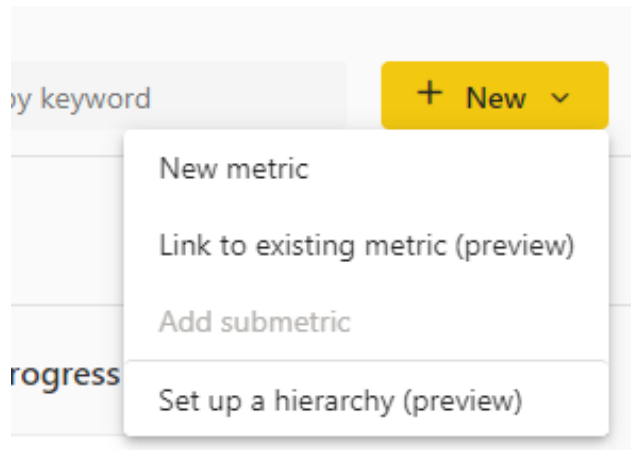 by keyword
+ New
New metric
Link to existing metric (preview)
Add submetric
rogress
Set up a hierarchy (preview)